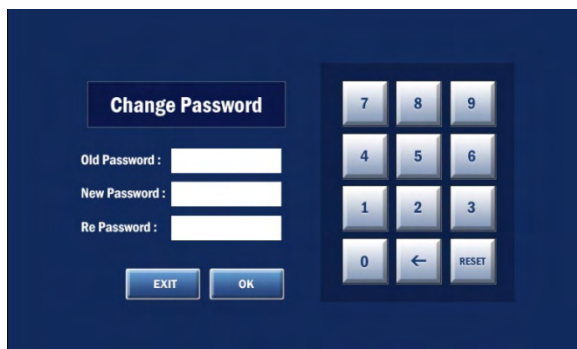 Change Password
Old Password :
New Password :
Re Password :
EXIT OK
7 8 9
4 5 6
1 2 3
0 ← RESET